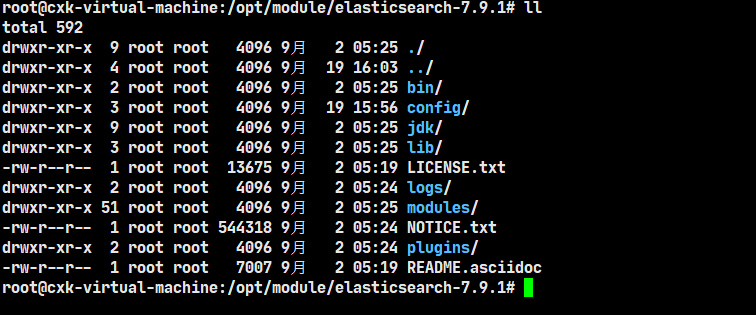 root@cxk-virtual-machine:/opt/module/elasticsearch-7.9.1# ll
total 592
drwxr-xr-x  9 root root   4096 9月   2 05:25 ./
drwxr-xr-x  4 root root   4096 9月  19 16:03 ../
drwxr-xr-x  2 root root   4096 9月   2 05:25 bin/
drwxr-xr-x  3 root root   4096 9月  19 15:56 config/
drwxr-xr-x  9 root root   4096 9月   2 05:25 jdk/
drwxr-xr-x  3 root root   4096 9月   2 05:25 lib/
-rw-r--r--  1 root root  13675 9月   2 05:19 LICENSE.txt
drwxr-xr-x  2 root root   4096 9月   2 05:24 logs/
drwxr-xr-x 51 root root   4096 9月   2 05:25 modules/
-rw-r--r--  1 root root 544318 9月   2 05:24 NOTICE.txt
drwxr-xr-x  2 root root   4096 9月   2 05:24 plugins/
-rw-r--r--  1 root root   7007 9月   2 05:19 README.asciidoc
root@cxk-virtual-machine:/opt/module/elasticsearch-7.9.1#